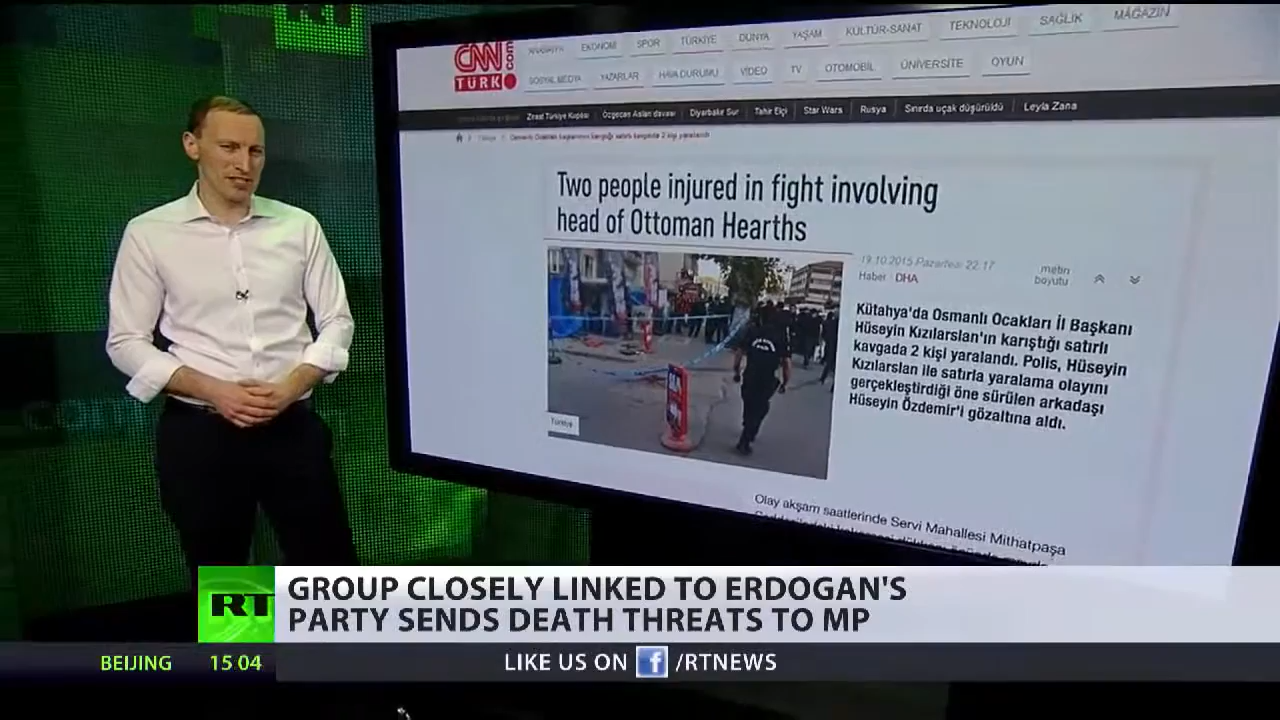 CNN
TÜRK
.com
EKONOMİ SPOR TÜRKİYE DÜNYA YAŞAM KÜLTÜR-SANAT TEKNOLOJİ SAĞLIK MAGAZİN
SOSYAL MEDYA YAZARLAR HAVA DURUMU VİDEO TV OTOMOBİL ÜNİVERSİTE OYUN
Ziraat Türkiye Kupası Özgecan Aslan davası Diyarbakır Sur Tahir Elçi Star Wars Rusya Sınırda uçak düşürüldü Leyla Zana
Two people injured in fight involving
head of Ottoman Hearths
19.10.2015 Pazartesi 22:17
Haber : DHA
metin
boyutu
Kütahya'da Osmanlı Ocakları İl Başkanı
Hüseyin Kızılarslan'ın karıştığı satırlı
kavgada 2 kişi yaralandı. Polis, Hüseyin
Kızılarslan ile satırla yaralama olayını
gerçekleştirdiği öne sürülen arkadaşı
Hüseyin Özdemir'i gözaltına aldı.
Türkiye
Olay akşam saatlerinde Servi Mahallesi Mithatpaşa
RT
GROUP CLOSELY LINKED TO ERDOGAN'S
PARTY SENDS DEATH THREATS TO MP
BEIJING 15:04 LIKE US ON f /RTNEWS